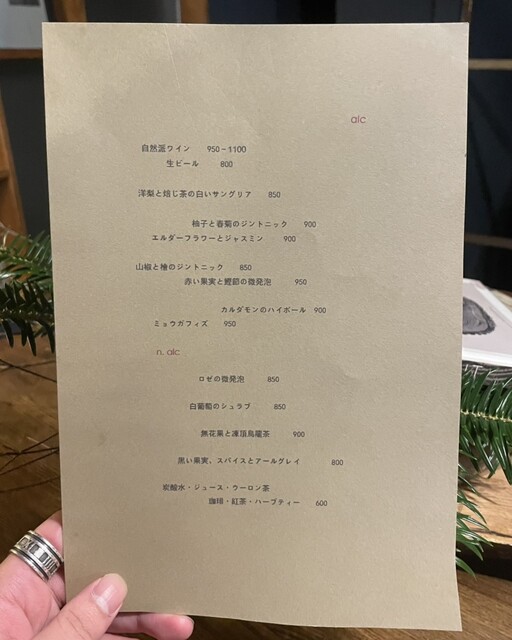 alc
自然派ワイン 950-1100
生ビール 800
洋梨と焙じ茶の白いサングリア 850
柚子と春菊のジントニック 900
エルダーフラワーとジャスミン 900
山椒と檜のジントニック 850
赤い果実と鰹節の微発泡 950
カルダモンのハイボール 900
ミョウガフィズ 950
n. alc
ロゼの微発泡 850
白葡萄のシュラブ 850
無花果と凍頂烏龍茶 900
黒い果実、スパイスとアールグレイ 800
炭酸水・ジュース・ウーロン茶
珈琲・紅茶・ハーブティー 600